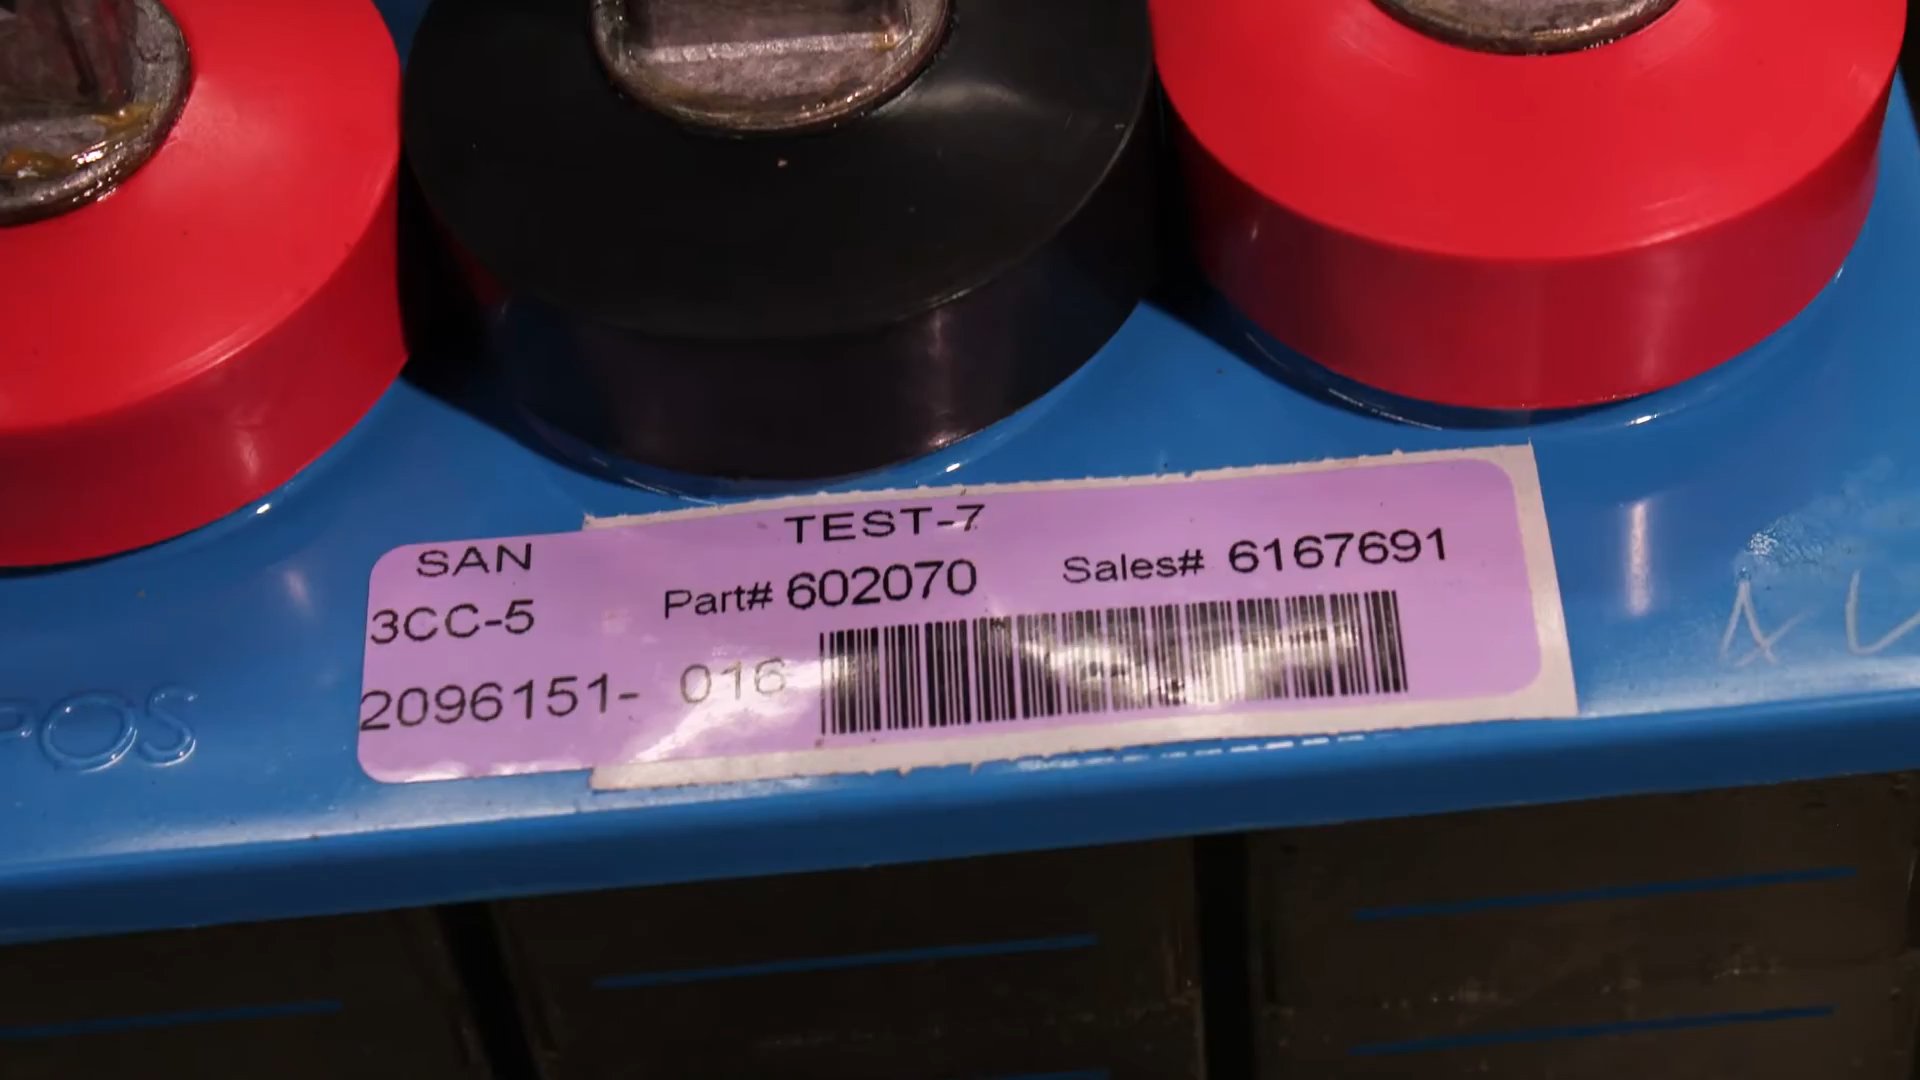 TEST-7
SAN
Part# 602070 Sales# 6167691
3CC-5
2096151- 016
POS